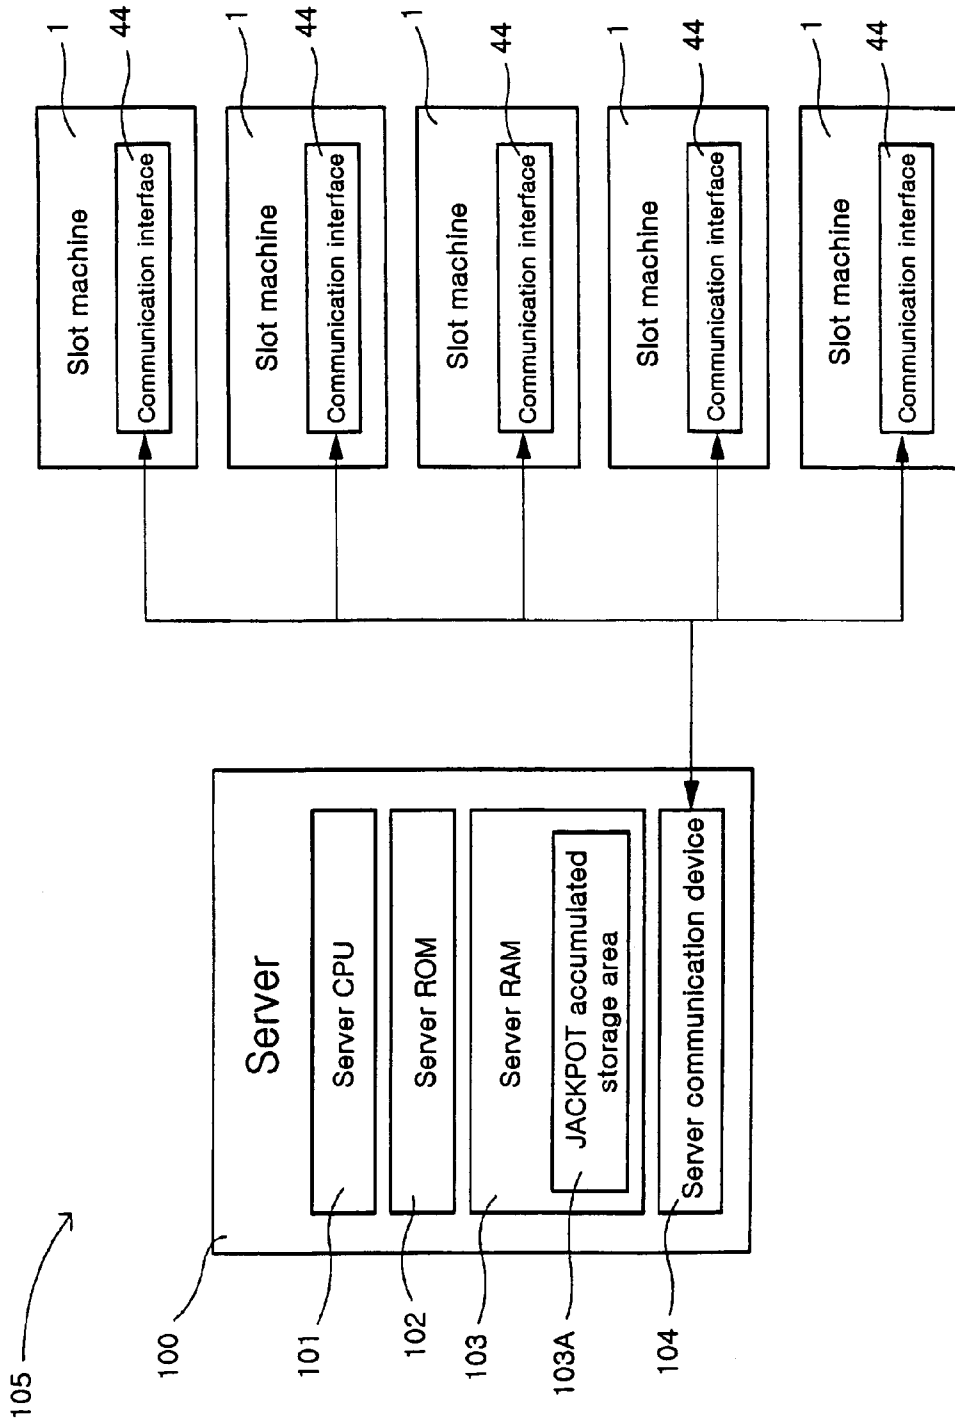 105
100
Server
101
Server CPU
102
Server ROM
103
Server RAM
103A
JACKPOT accumulated
storage area
104
Server communication device
Slot machine
1
Communication interface
44
Slot machine
1
Communication interface
44
Slot machine
1
Communication interface
44
Slot machine
1
Communication interface
44
Slot machine
1
Communication interface
44